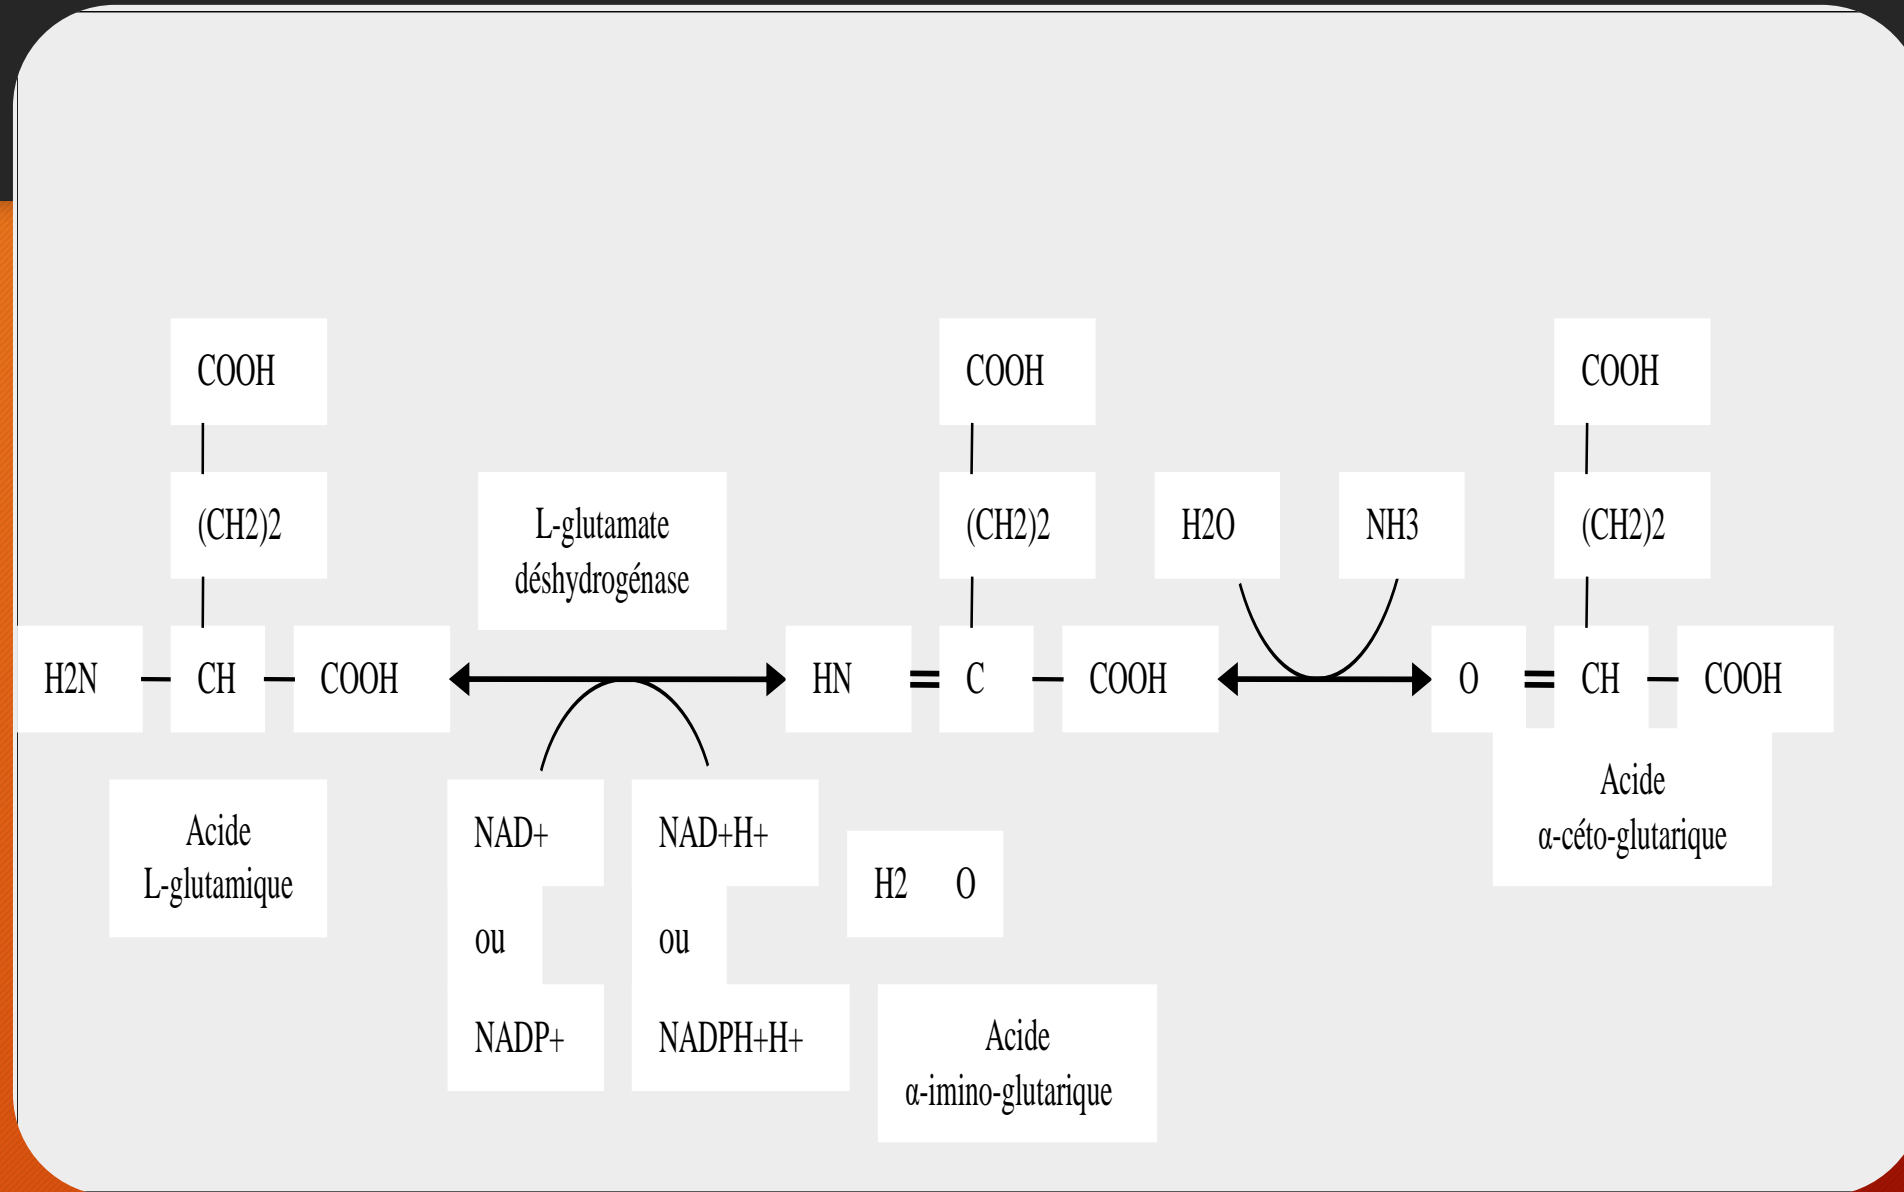 COOH COOH COOH
(CH2)2 L-glutamate (CH2)2 H2O NH3 (CH2)2
déshydrogénase
H2N CH COOH HN C COOH O CH COOH
Acide
α-céto-glutarique
Acide
L-glutamique
NAD+ NAD+H+
H2 O
ou ou
NADP+ NADPH+H+
Acide
α-imino-glutarique